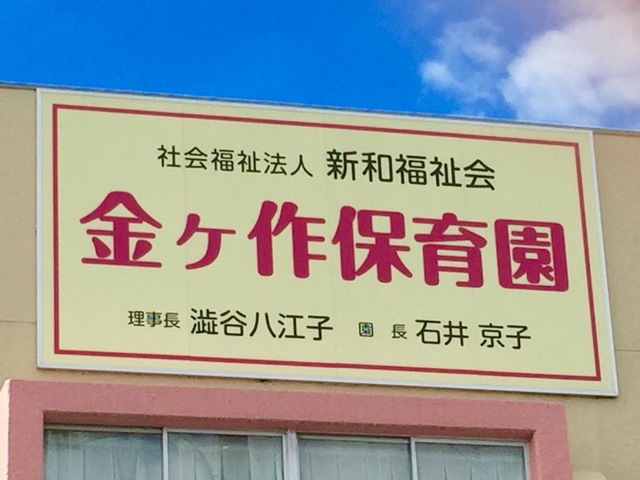 社会福祉法人 新和福祉会
金ヶ作保育園
理事長 澁谷八江子 園長 石井 京子